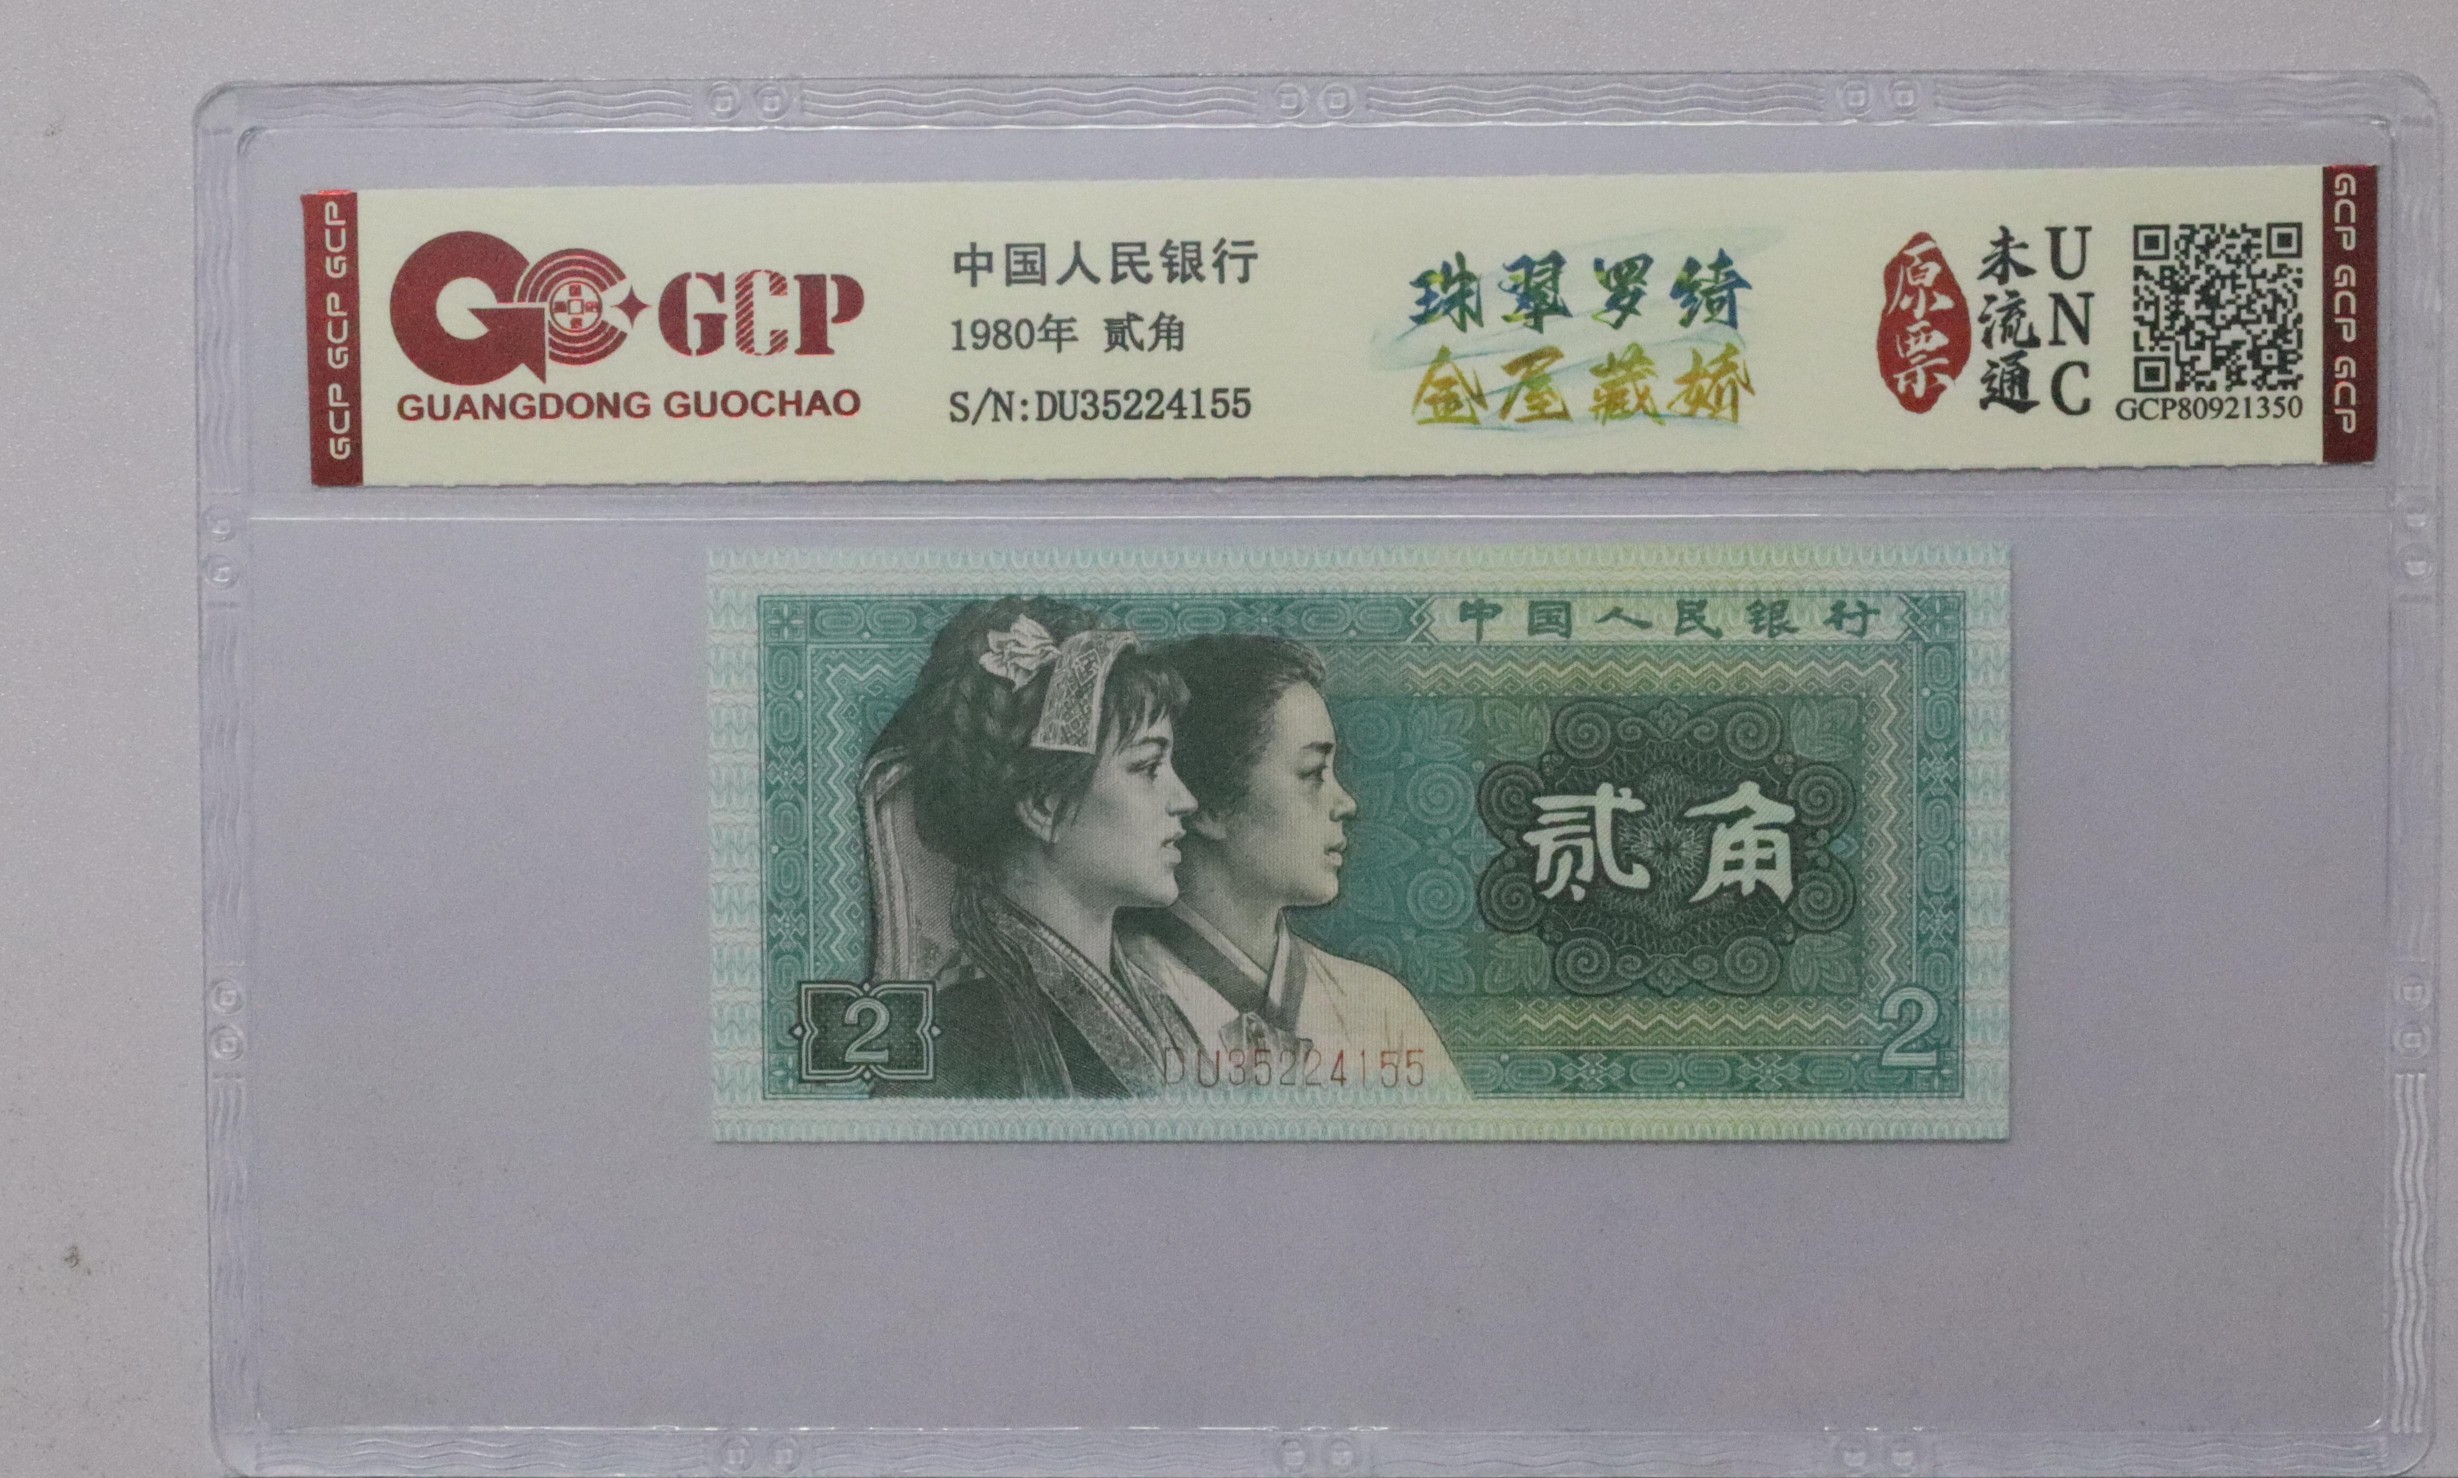 GCP GCP GCP
GCP
GUANGDONG GUOCHAO
中国人民银行
1980年 贰角
S/N:DU35224155
珠翠罗绮
金屋藏娇
原票
未流通
UNC
GCP80921350
GCP GCP GCP
中国人民银行
贰角
2
2
DU35224155